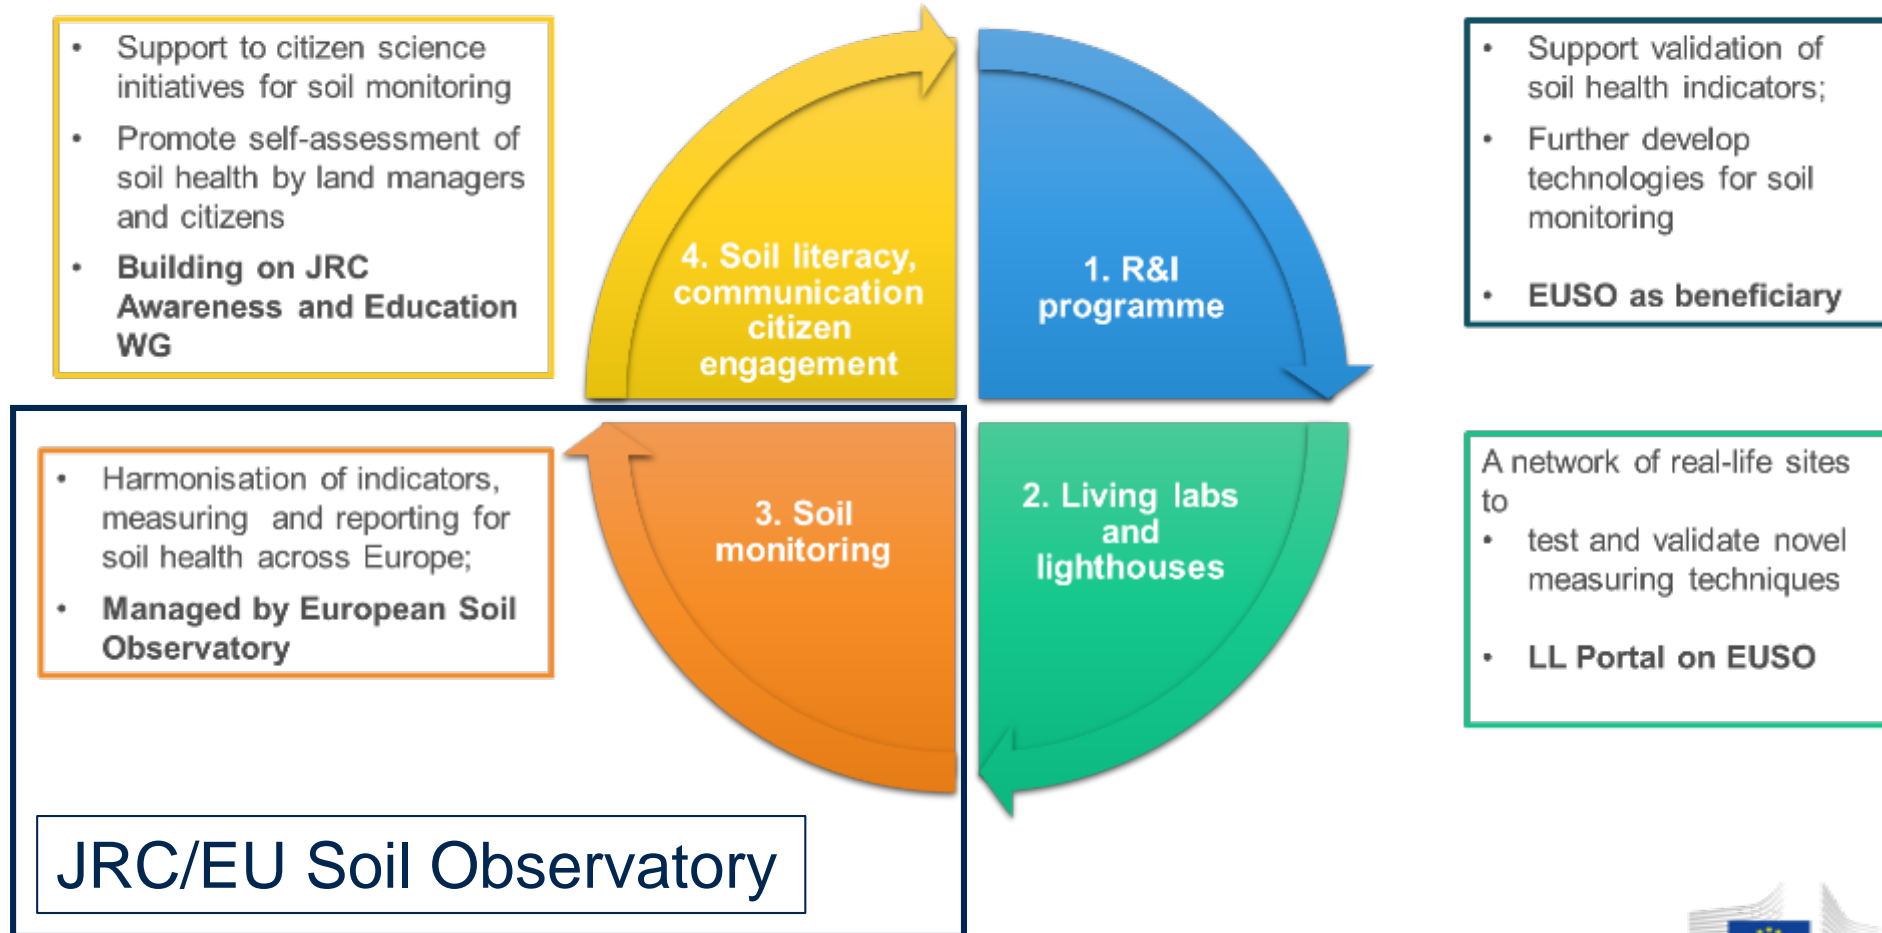 • Support to citizen science
initiatives for soil monitoring
• Promote self-assessment of
soil health by land managers
and citizens
• Building on JRC
Awareness and Education
WG
4. Soil literacy,
communication
citizen
engagement
1. R&I
programme
• Support validation of
soil health indicators;
• Further develop
technologies for soil
monitoring
• EUSO as beneficiary
• Harmonisation of indicators,
measuring and reporting for
soil health across Europe;
• Managed by European Soil
Observatory
3. Soil
monitoring
2. Living labs
and
lighthouses
A network of real-life sites
to
• test and validate novel
measuring techniques
• LL Portal on EUSO
JRC/EU Soil Observatory